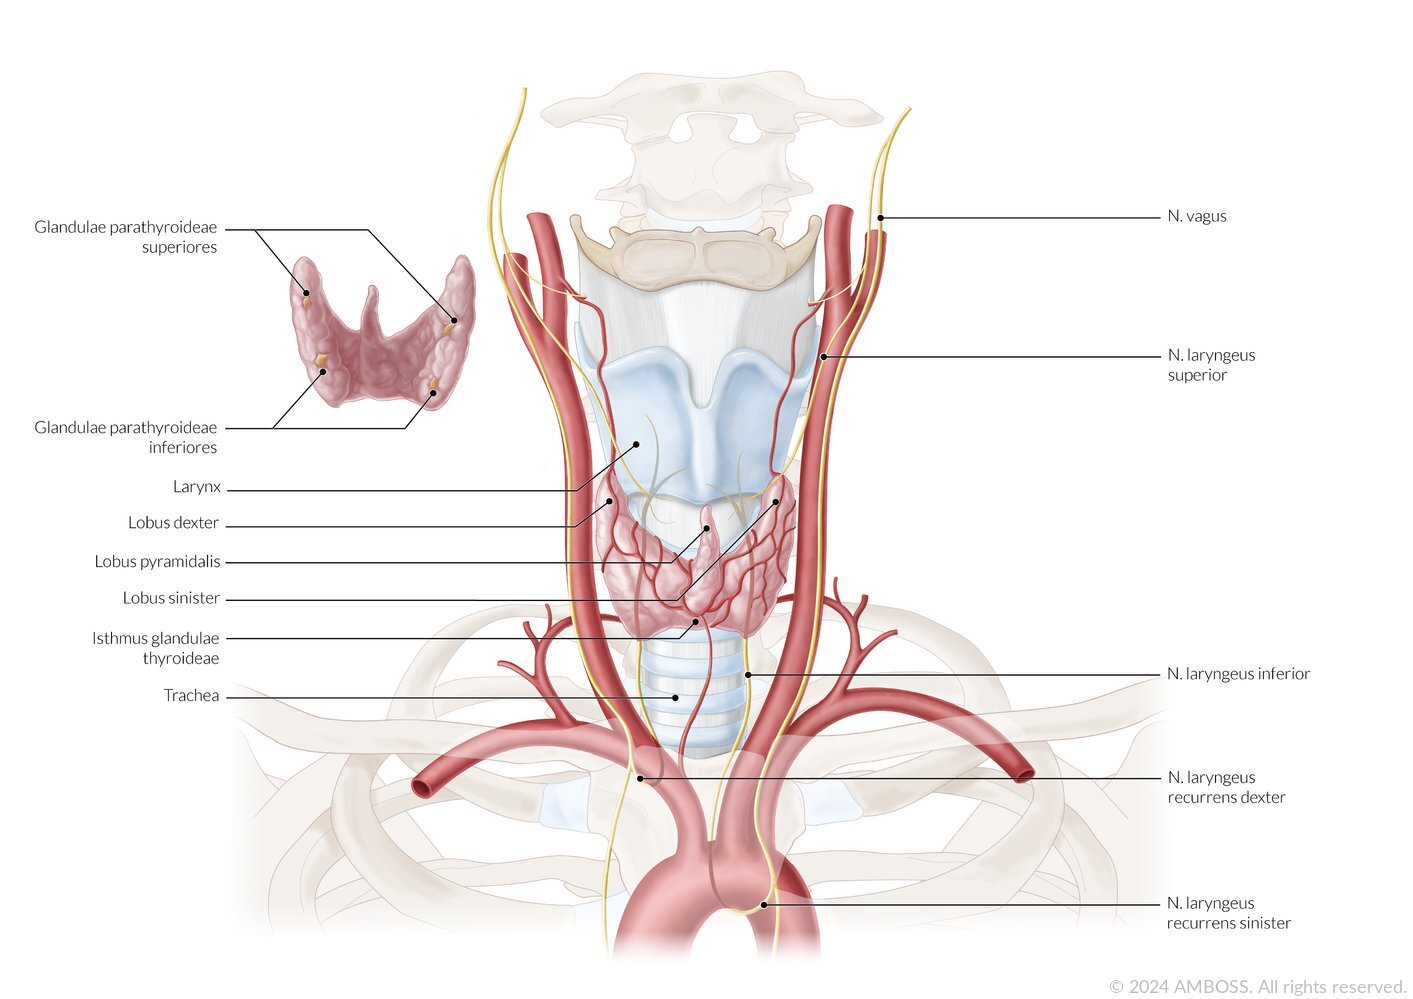 Glandulae parathyroideae
superiores
Glandulae parathyroideae
inferiores
Larynx
Lobus dexter
Lobus pyramidalis
Lobus sinister
Isthmus glandulae
thyroideae
Trachea
N. vagus
N. laryngeus
superior
N. laryngeus inferior
N. laryngeus
recurrens dexter
N. laryngeus
recurrens sinister
© 2024 AMBOSS. All rights reserved.